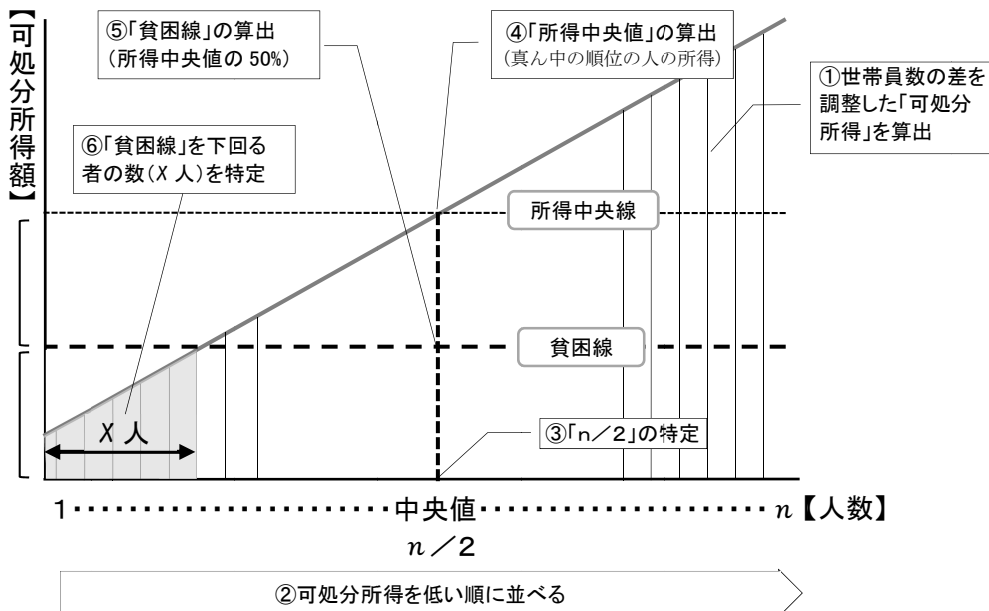 【可処分所得額】
⑤「貧困線」の算出
(所得中央値の 50%)
④「所得中央値」の算出
(真ん中の順位の人の所得)
①世帯員数の差を
調整した「可処分
所得」を算出
⑥「貧困線」を下回る
者の数(X 人)を特定
所得中央線
貧困線
X 人
③「n/2」の特定
1・・・・・・・・・・・・・・・・・・・・・・・中央値・・・・・・・・・・・・・・・・・・・・・n【人数】
n/2
②可処分所得を低い順に並べる